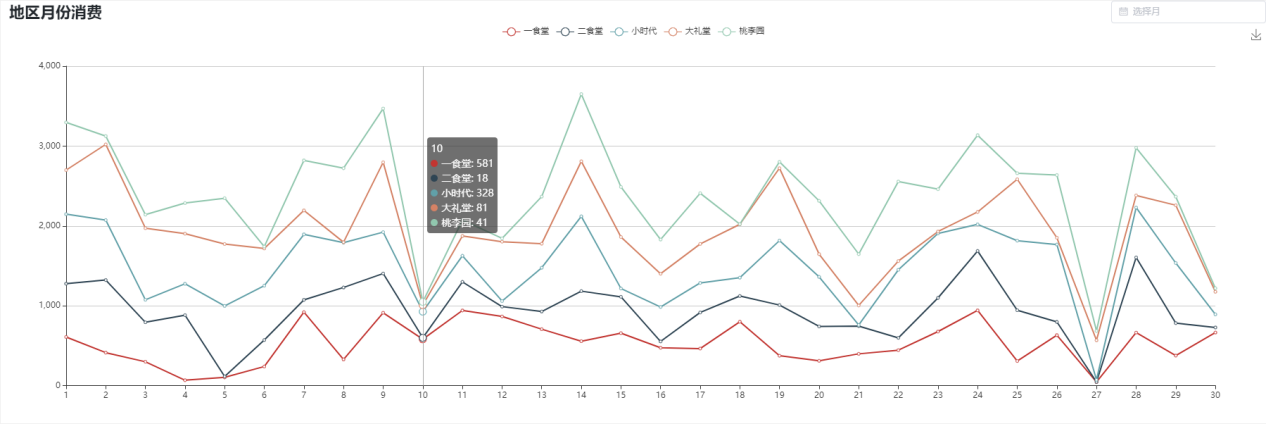 地区月份消费
选择月
一食堂 二食堂 小时代 大礼堂 桃李园
4,000
3,000
2,000
1,000
0
10
一食堂: 581
二食堂: 18
小时代: 328
大礼堂: 81
桃李园: 41
1 2 3 4 5 6 7 8 9 10 11 12 13 14 15 16 17 18 19 20 21 22 23 24 25 26 27 28 29 30